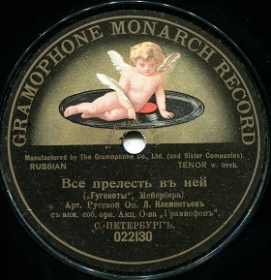 GRAMOPHONE MONARCH RECORD
Manufactured by The Gramophone Co., Ltd. (and Sister Companies).
RUSSIAN TENOR w. Orch.
Все прелесть въ ней
(„Гугеноты“, Мейербера)
Арт. Русской Оп. Л. Клементьевъ
съ акк. соб. орк. Акц. О-ва „Граммофонъ“.
С.-ПЕТЕРБУРГЪ.
022130